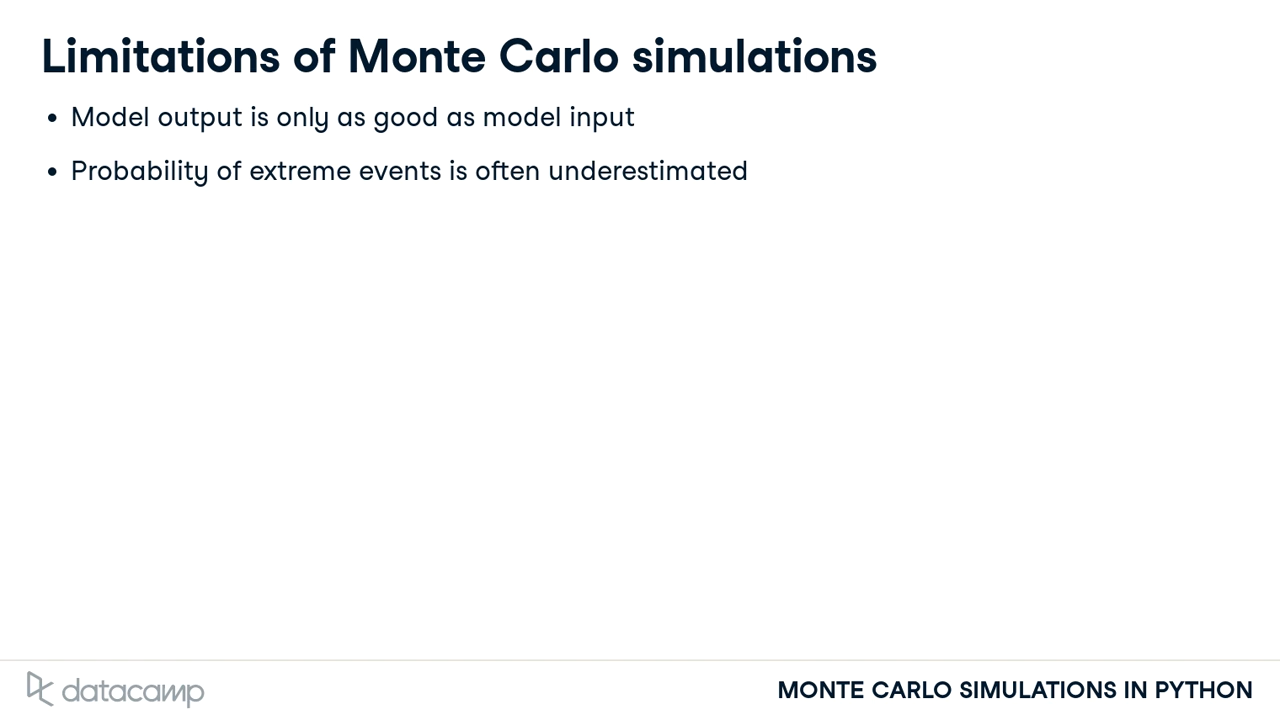 Limitations of Monte Carlo simulations
• Model output is only as good as model input
• Probability of extreme events is often underestimated
datacamp
MONTE CARLO SIMULATIONS IN PYTHON